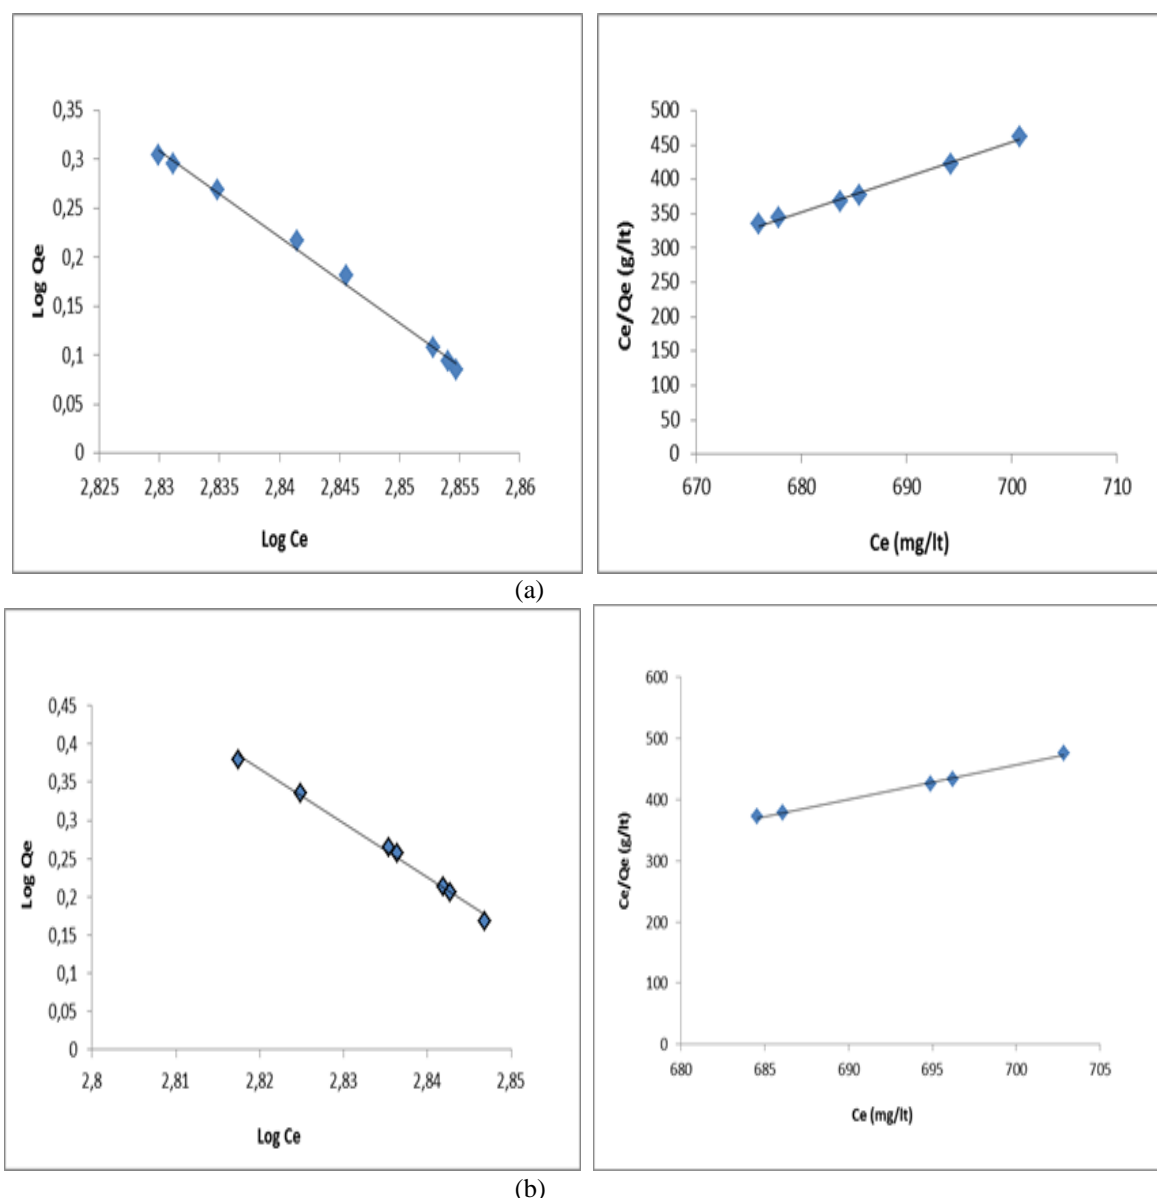 0,35
0,3
0,25
0,2
0,15
0,1
0,05
0
Log Qe
2,825 2,83 2,835 2,84 2,845 2,85 2,855 2,86
Log Ce
500
450
400
350
300
250
200
150
100
50
0
Ce/Qe (g/lt)
670 680 690 700 710
Ce (mg/lt)
(a)
0,45
0,4
0,35
0,3
0,25
0,2
0,15
0,1
0,05
0
Log Qe
2,8 2,81 2,82 2,83 2,84 2,85
Log Ce
600
500
400
300
200
100
0
Ce/Qe (g/lt)
680 685 690 695 700 705
Ce (mg/lt)
(b)